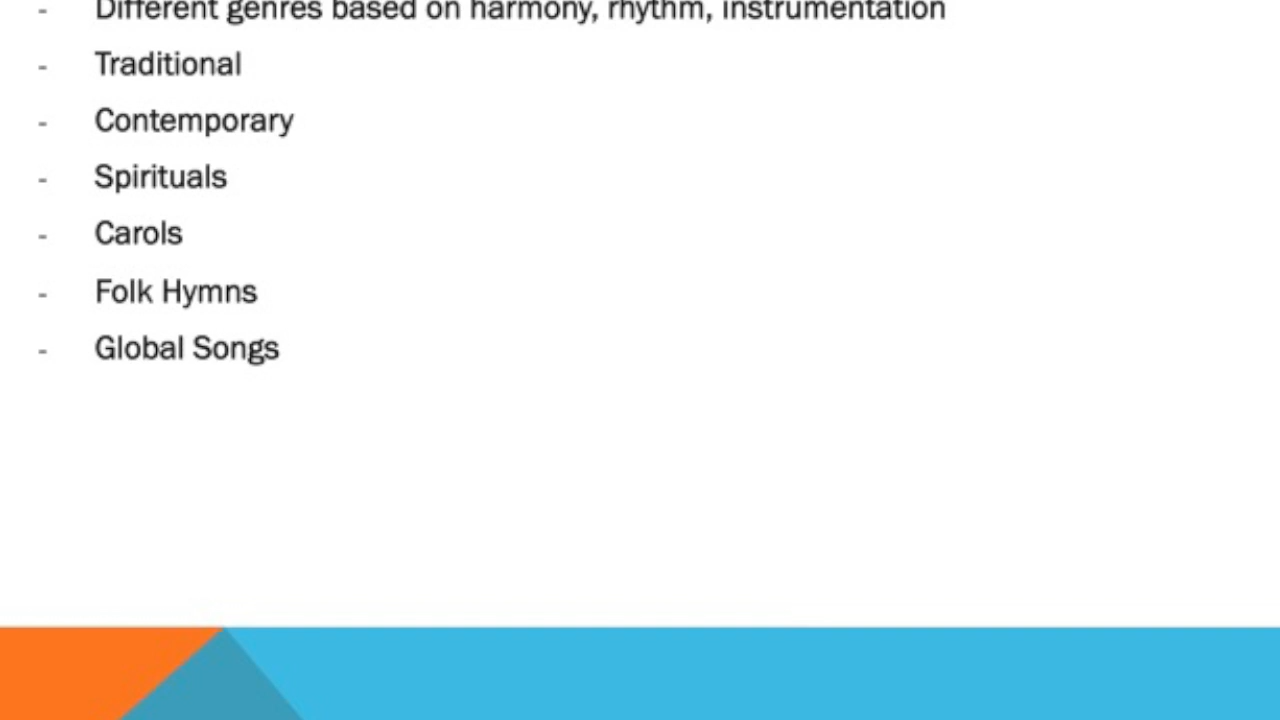 - Different genres based on harmony, rhythm, instrumentation
- Traditional
- Contemporary
- Spirituals
- Carols
- Folk Hymns
- Global Songs